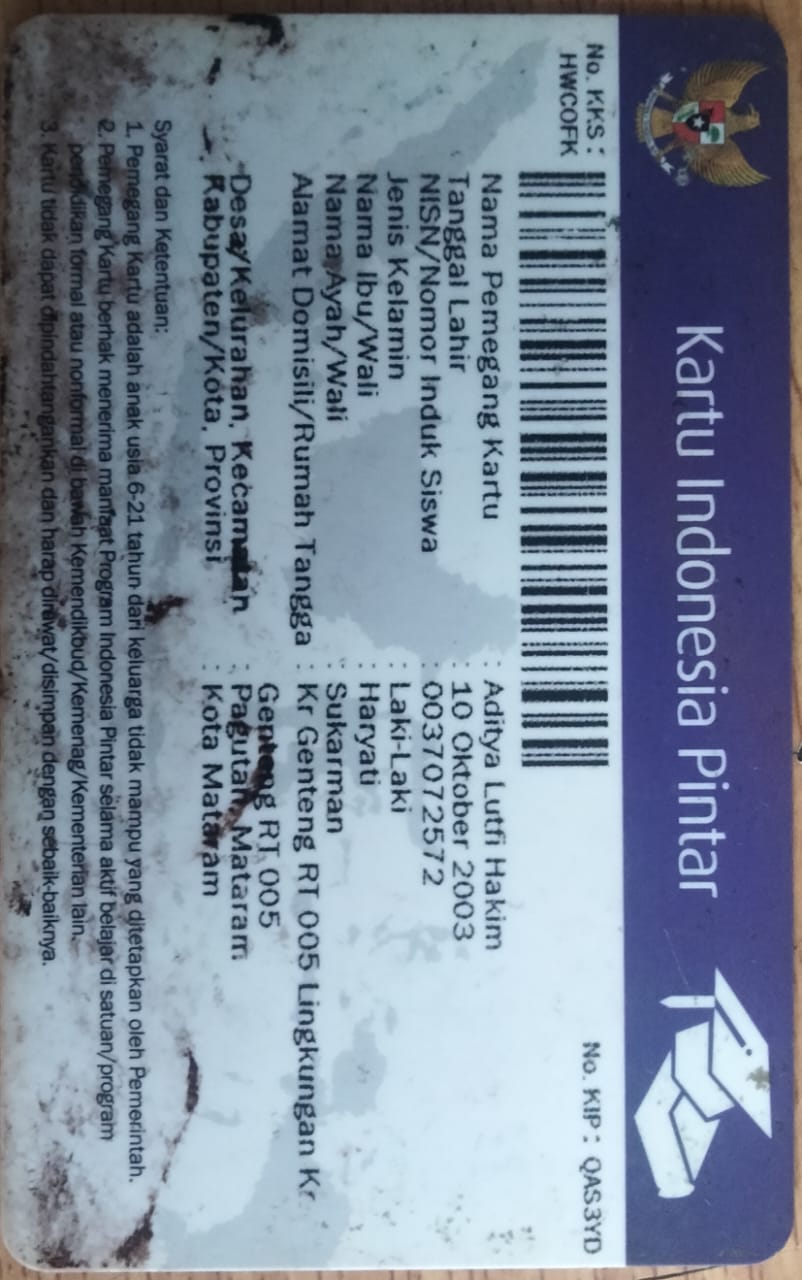 Kartu Indonesia Pintar
No. KKS :
HWCOFK
No. KIP : QAS3YD
Nama Pemegang Kartu : Aditya Lutfi Hakim
Tanggal Lahir : 10 Oktober 2003
NISN/Nomor Induk Siswa : 0037072572
Jenis Kelamin : Laki-Laki
Nama Ibu/Wali : Haryati
Nama Ayah/Wali : Sukarman
Alamat Domisili/Rumah Tangga : Kr Genteng RT 005 Lingkungan Kr
Genteng RT 005
Desa/Kelurahan, Kecamatan : Pagutan, Mataram
Kabupaten/Kota, Provinsi : Kota Mataram
Syarat dan Ketentuan:
1. Pemegang Kartu adalah anak usia 6-21 tahun dari keluarga tidak mampu yang ditetapkan oleh Pemerintah.
2. Pemegang Kartu berhak menerima manfaat Program Indonesia Pintar selama aktif belajar di satuan/program
pendidikan formal atau nonformal di bawah Kemendikbud/Kemenag/Kementerian lain.
3. Kartu tidak dapat dipindahtangankan dan harap dirawat/disimpan dengan sebaik-baiknya.